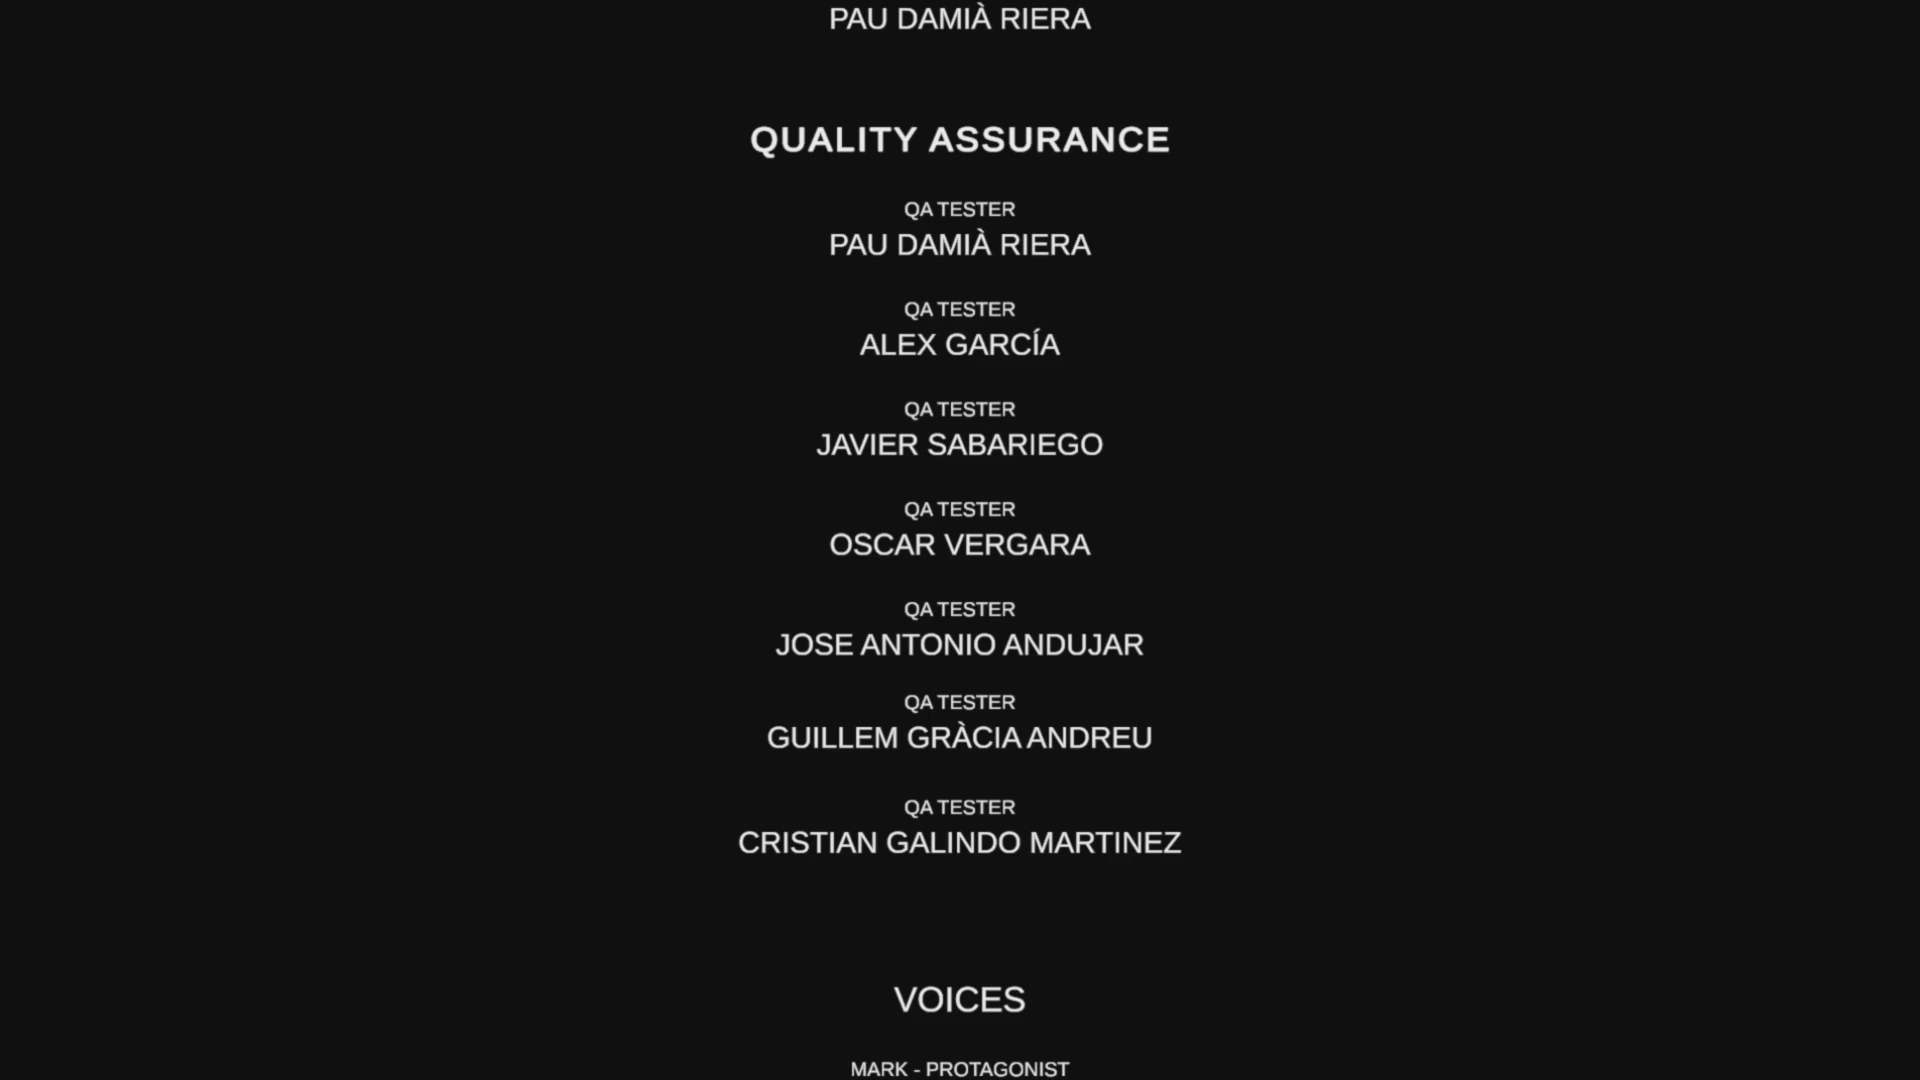 PAU DAMIÀ RIERA
QUALITY ASSURANCE
QA TESTER
PAU DAMIÀ RIERA
QA TESTER
ALEX GARCÍA
QA TESTER
JAVIER SABARIEGO
QA TESTER
OSCAR VERGARA
QA TESTER
JOSE ANTONIO ANDUJAR
QA TESTER
GUILLEM GRÀCIA ANDREU
QA TESTER
CRISTIAN GALINDO MARTINEZ
VOICES
MARK - PROTAGONIST